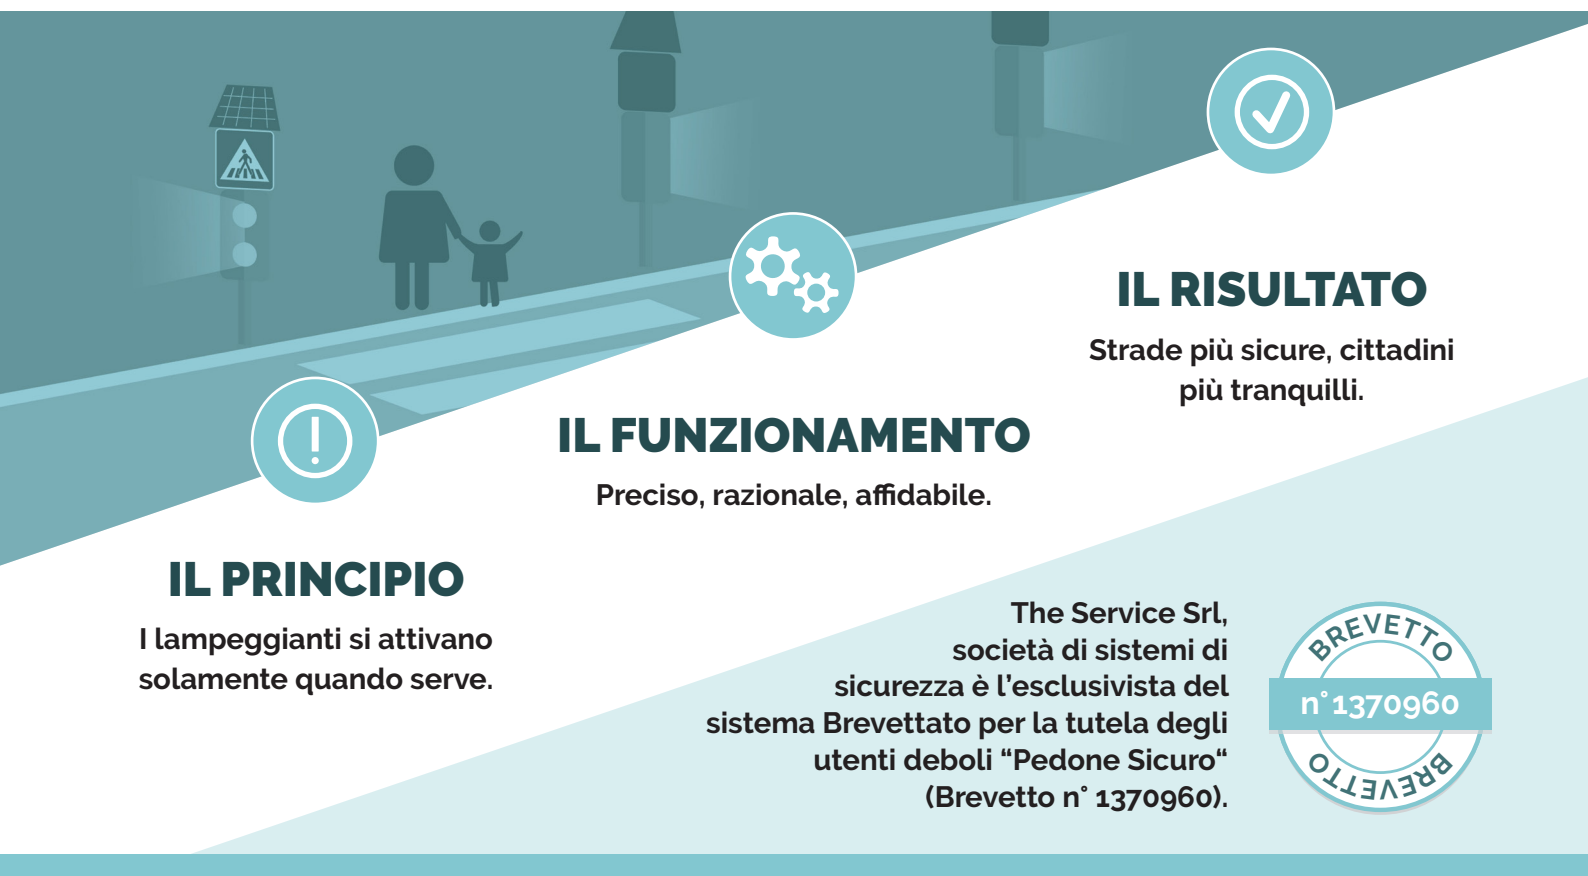 IL RISULTATO
Strade più sicure, cittadini
più tranquilli.
IL FUNZIONAMENTO
Preciso, razionale, affidabile.
IL PRINCIPIO
I lampeggianti si attivano
solamente quando serve.
The Service Srl,
società di sistemi di
sicurezza è l’esclusivista del
sistema Brevettato per la tutela degli
utenti deboli “Pedone Sicuro“
(Brevetto n° 1370960).
BREVETTO
n°1370960
BREVETTO